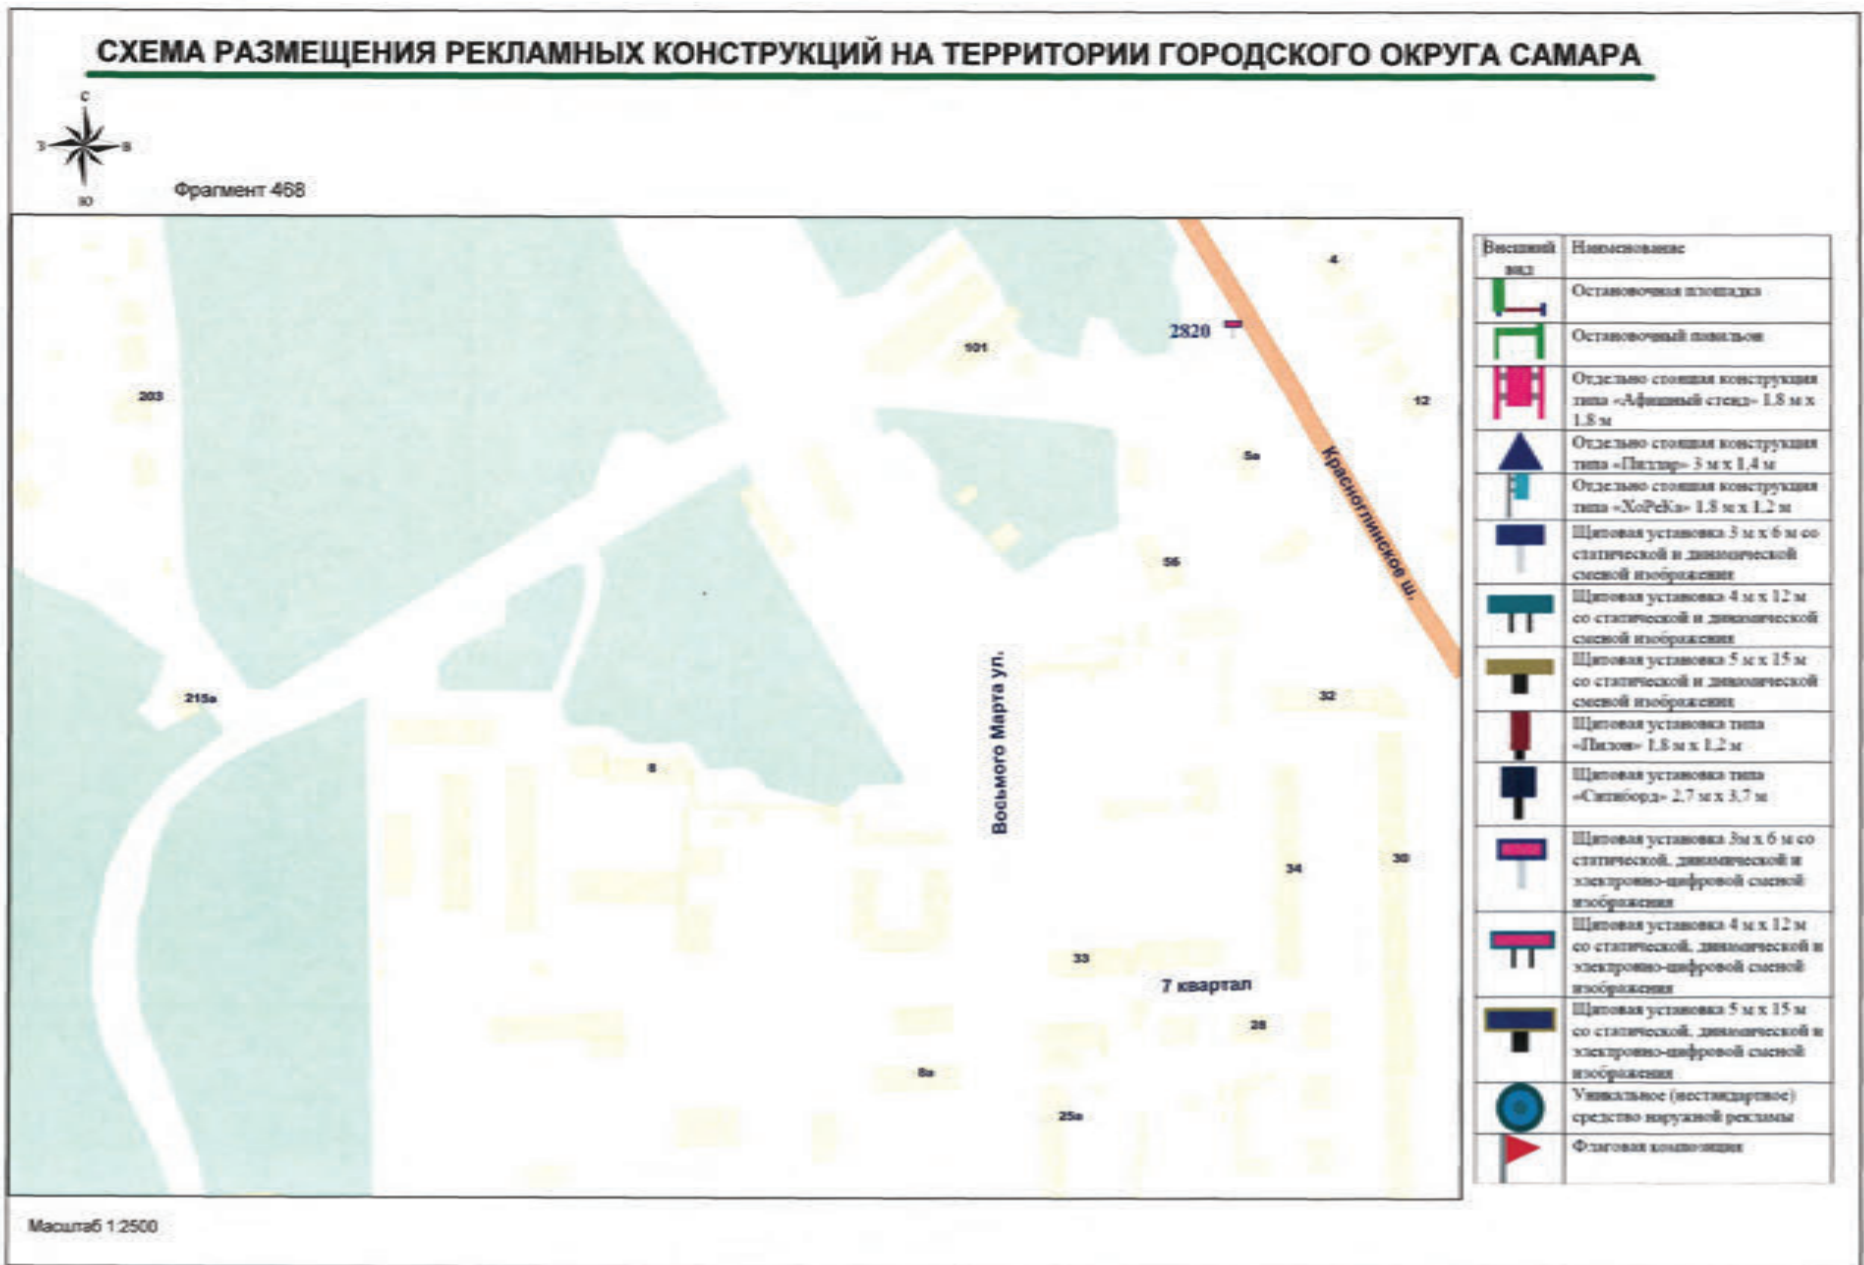 СХЕМА РАЗМЕЩЕНИЯ РЕКЛАМНЫХ КОНСТРУКЦИЙ НА ТЕРРИТОРИИ ГОРОДСКОГО ОКРУГА САМАРА
С
З
В
Ю
Фрагмент 468
4
2820
101
203
12
5а
Красноглинское ш.
56
Восьмого Марта ул.
215а
32
8
34
30
33
7 квартал
28
8а
25а
Внешний вид
Наименование
Остановочная площадка
Остановочный павильон
Отдельно стоящая конструкция
типа «Афишный стенд» 1.8 м х
1.8 м
Отдельно стоящая конструкция
типа «Пиллар» 3 м х 1,4 м
Отдельно стоящая конструкция
типа «ХоРеКа» 1.8 м х 1.2 м
Щитовая установка 3 м х 6 м со
статической и динамической
сменой изображения
Щитовая установка 4 м х 12 м
со статической и динамической
сменой изображения
Щитовая установка 5 м х 15 м
со статической и динамической
сменой изображения
Щитовая установка типа
«Пилон» 1.8 м х 1.2 м
Щитовая установка типа
«Ситиборд» 2,7 м х 3,7 м
Щитовая установка 3м х 6 м со
статической, динамической и
электронно-цифровой сменой
изображения
Щитовая установка 4 м х 12 м
со статической, динамической и
электронно-цифровой сменой
изображения
Щитовая установка 5 м х 15 м
со статической, динамической и
электронно-цифровой сменой
изображения
Уникальное (нестандартное)
средство наружной рекламы
Флаговая композиция
Масштаб 1:2500